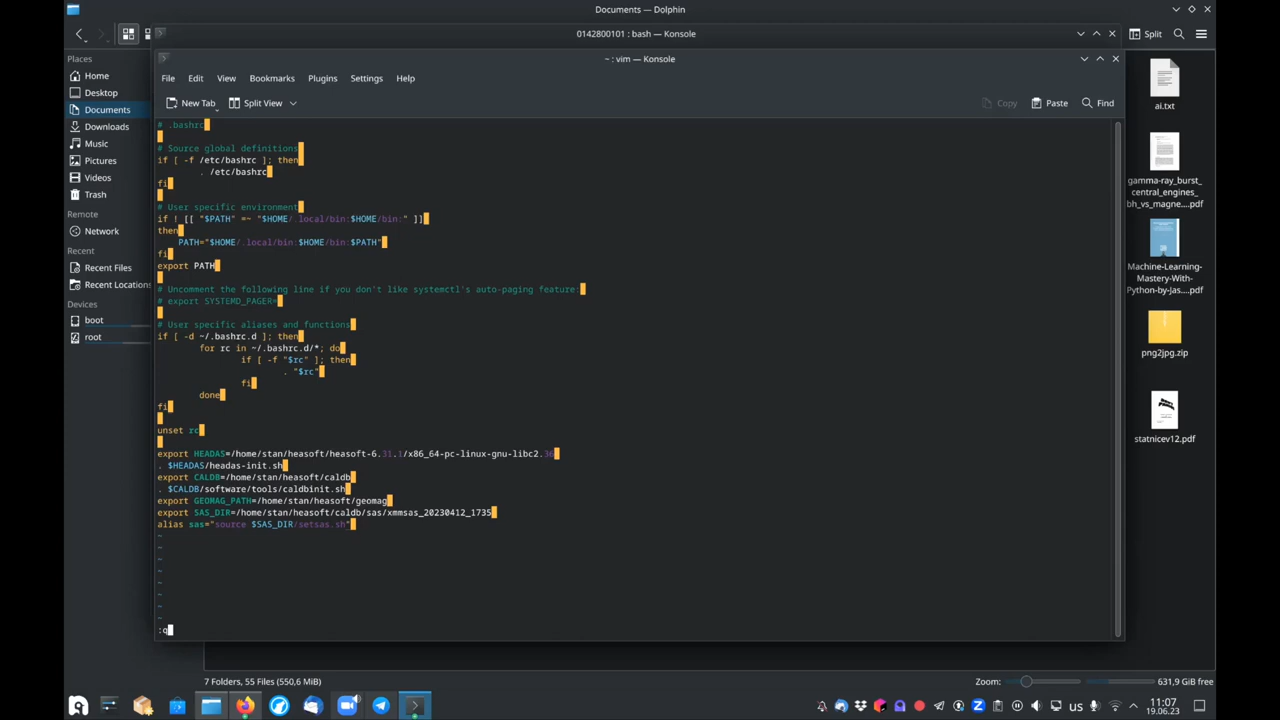 Documents — Dolphin
0142800101 : bash — Konsole
Split
~ : vim — Konsole
File Edit View Bookmarks Plugins Settings Help
New Tab Split View Copy Paste Find
Places
Home
Desktop
Documents
Downloads
Music
Pictures
Videos
Trash
Remote
Network
Recent
Recent Files
Recent Locations
Devices
boot
root
# .bashrc
# Source global definitions
if [ -f /etc/bashrc ]; then
. /etc/bashrc
fi
# User specific environment
if ! [[ "$PATH" =~ "$HOME/.local/bin:$HOME/bin:" ]]
then
PATH="$HOME/.local/bin:$HOME/bin:$PATH"
fi
export PATH
# Uncomment the following line if you don't like systemctl's auto-paging feature:
# export SYSTEMD_PAGER=
# User specific aliases and functions
if [ -d ~/.bashrc.d ]; then
for rc in ~/.bashrc.d/*; do
if [ -f "$rc" ]; then
. "$rc"
fi
done
fi
unset rc
export HEADAS=/home/stan/heasoft/heasoft-6.31.1/x86_64-pc-linux-gnu-libc2.36
. $HEADAS/headas-init.sh
export CALDB=/home/stan/heasoft/caldb
. $CALDB/software/tools/caldbinit.sh
export GEOMAG_PATH=/home/stan/heasoft/geomag
export SAS_DIR=/home/stan/heasoft/caldb/sas/xmmsas_20230412_1735
alias sas="source $SAS_DIR/setsas.sh"
~
~
~
~
~
~
~
~
:q
ai.txt
gamma-ray_burst_
central_engines_
bh_vs_magne....pdf
Machine-Learning-
Mastery-With
Python-by-Jas....pdf
png2jpg.zip
statnicev12.pdf
7 Folders, 55 Files (550,6 MiB)
Zoom:
631,9 GiB free
us
11:07
19.06.23